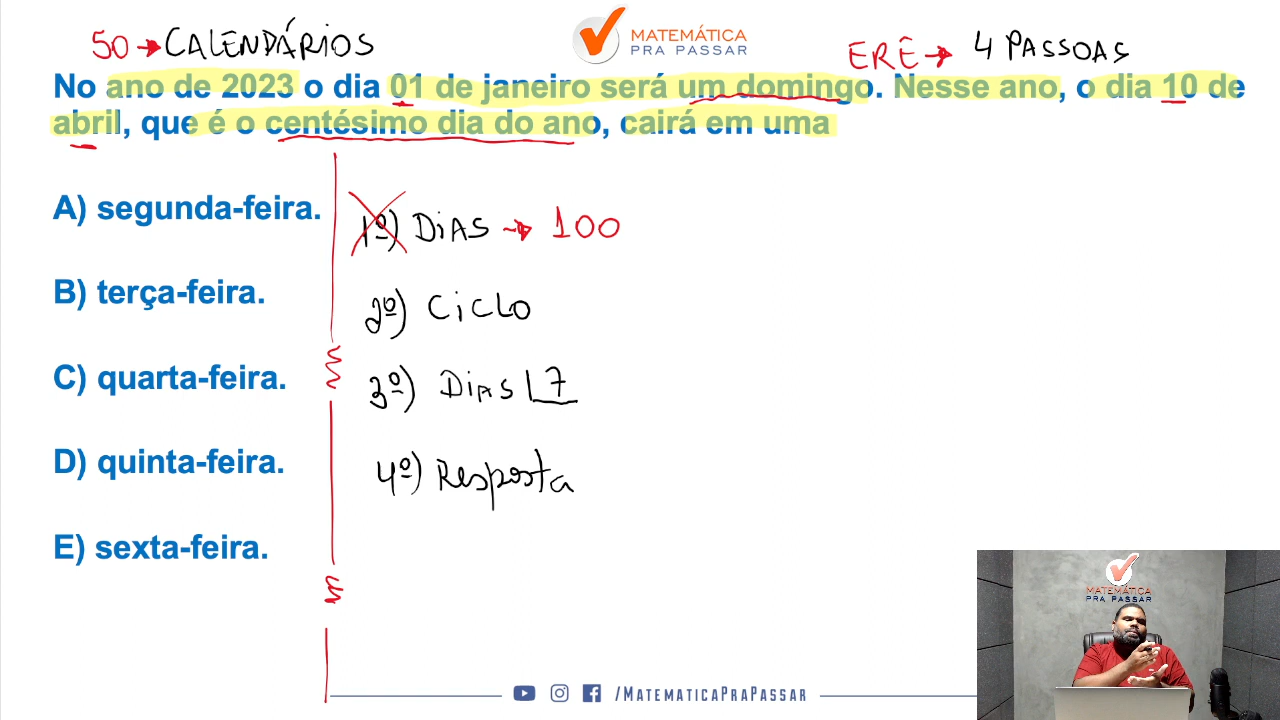 50 → CALENDÁRIOS
MATEMÁTICA
PRA PASSAR
ERÊ → 4 PASSOAS
No ano de 2023 o dia 01 de janeiro será um domingo. Nesse ano, o dia 10 de
abril, que é o centésimo dia do ano, cairá em uma
A) segunda-feira.
B) terça-feira.
C) quarta-feira.
D) quinta-feira.
E) sexta-feira.
1º) DIAS → 100
2º) CICLO
3º) DIAS 7
4º) Resposta
MATEMÁTICA
PRA PASSAR
/MATEMATICAPRAPASSAR